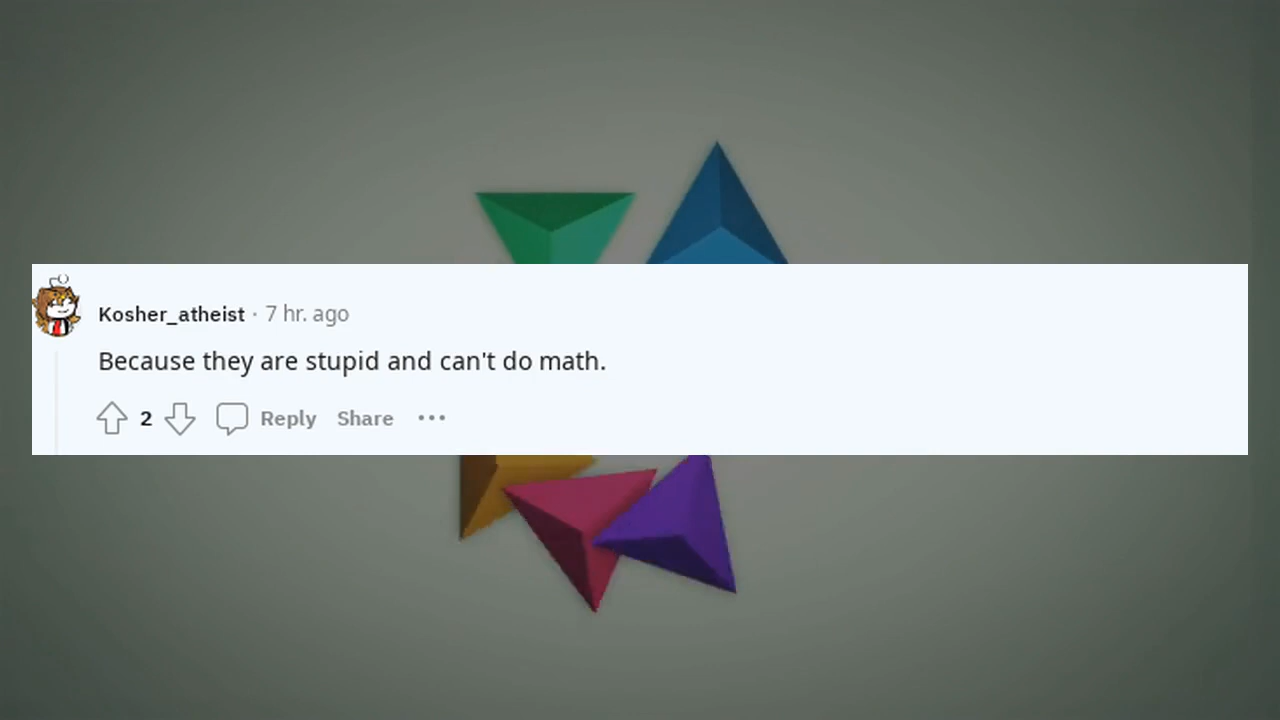 Kosher_atheist · 7 hr. ago
Because they are stupid and can't do math.
2 Reply Share ···